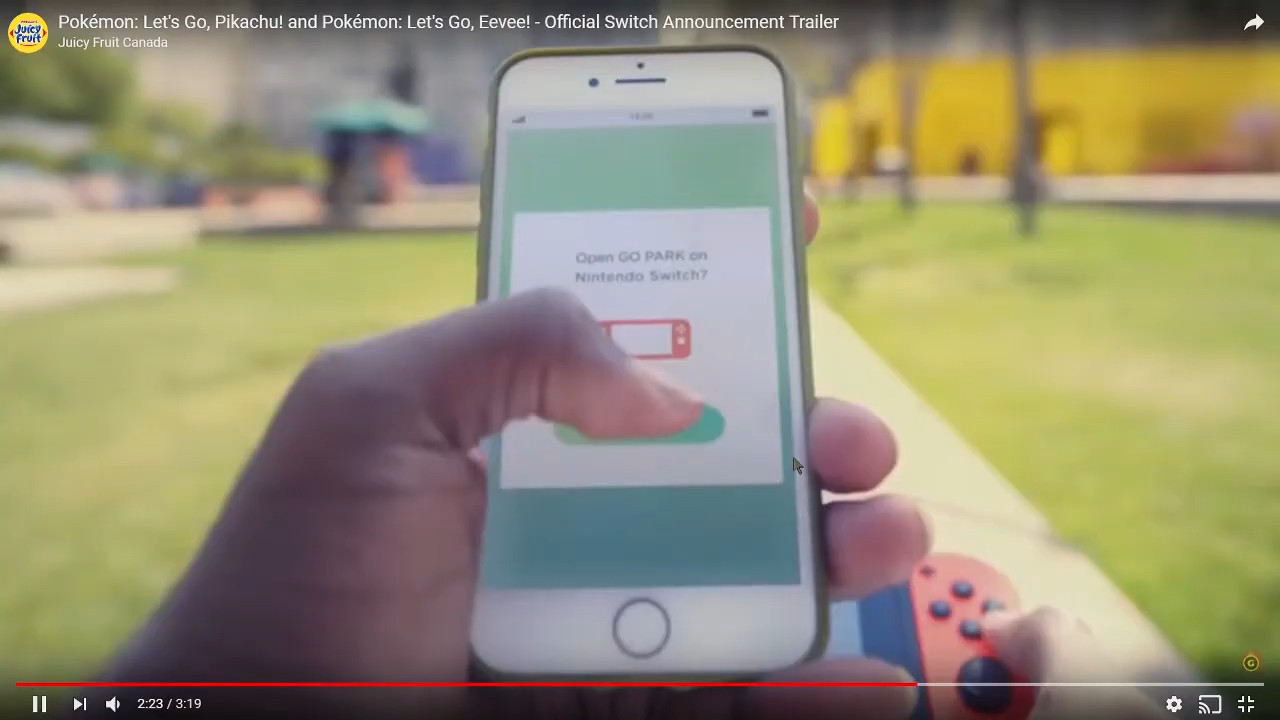 Pokémon: Let's Go, Pikachu! and Pokémon: Let's Go, Eevee! - Official Switch Announcement Trailer
Juicy Fruit Canada
Juicy
Fruit
Open GO PARK on
Nintendo Switch?
G
2:23 / 3:19